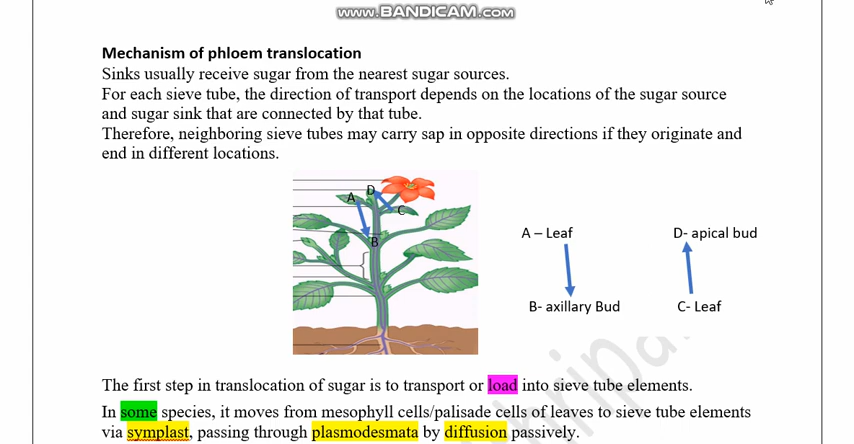 www.BANDICAM.com
Mechanism of phloem translocation
Sinks usually receive sugar from the nearest sugar sources.
For each sieve tube, the direction of transport depends on the locations of the sugar source
and sugar sink that are connected by that tube.
Therefore, neighboring sieve tubes may carry sap in opposite directions if they originate and
end in different locations.
D
A
C
B
A – Leaf
D- apical bud
B- axillary Bud
C- Leaf
The first step in translocation of sugar is to transport or load into sieve tube elements.
In some species, it moves from mesophyll cells/palisade cells of leaves to sieve tube elements
via symplast, passing through plasmodesmata by diffusion passively.